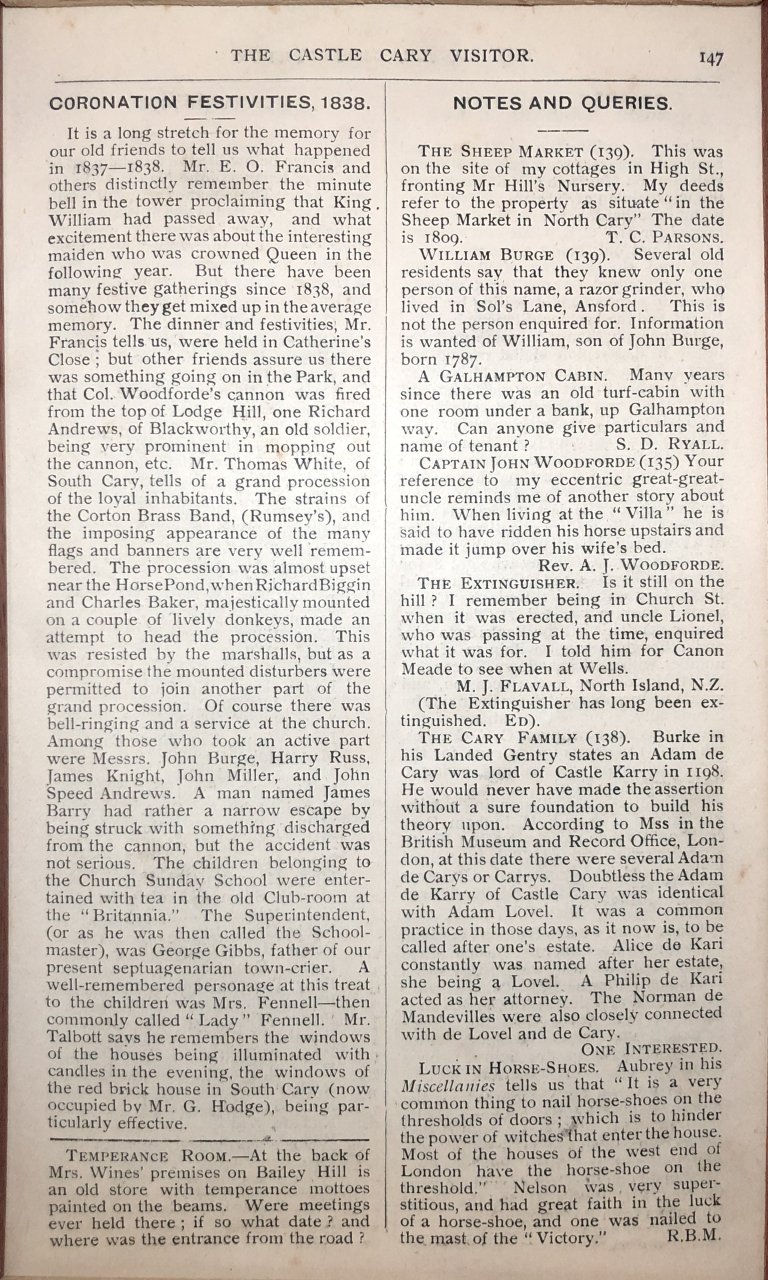 THE CASTLE CARY VISITOR. 147
CORONATION FESTIVITIES, 1838.
It is a long stretch for the memory for
our old friends to tell us what happened
in 1837—1838. Mr. E. O. Francis and
others distinctly remember the minute
bell in the tower proclaiming that King
William had passed away, and what
excitement there was about the interesting
maiden who was crowned Queen in the
following year. But there have been
many festive gatherings since 1838, and
somehow they get mixed up in the average
memory. The dinner and festivities, Mr.
Francis tells us, were held in Catherine's
Close ; but other friends assure us there
was something going on in the Park, and
that Col. Woodforde's cannon was fired
from the top of Lodge Hill, one Richard
Andrews, of Blackworthy, an old soldier,
being very prominent in mopping out
the cannon, etc. Mr. Thomas White, of
South Cary, tells of a grand procession
of the loyal inhabitants. The strains of
the Corton Brass Band, (Rumsey's), and
the imposing appearance of the many
flags and banners are very well remem-
bered. The procession was almost upset
near the Horse Pond, when Richard Biggin
and Charles Baker, majestically mounted
on a couple of lively donkeys, made an
attempt to head the procession. This
was resisted by the marshalls, but as a
compromise the mounted disturbers were
permitted to join another part of the
grand procession. Of course there was
bell-ringing and a service at the church.
Among those who took an active part
were Messrs. John Burge, Harry Russ,
James Knight, John Miller, and John
Speed Andrews. A man named James
Barry had rather a narrow escape by
being struck with something discharged
from the cannon, but the accident was
not serious. The children belonging to
the Church Sunday School were enter-
tained with tea in the old Club-room at
the "Britannia." The Superintendent,
(or as he was then called the School-
master), was George Gibbs, father of our
present septuagenarian town-crier. A
well-remembered personage at this treat
to the children was Mrs. Fennell—then
commonly called "Lady" Fennell. Mr.
Talbott says he remembers the windows
of the houses being illuminated with
candles in the evening, the windows of
the red brick house in South Cary (now
occupied by Mr. G. Hodge), being par-
ticularly effective.
TEMPERANCE ROOM.—At the back of
Mrs. Wines' premises on Bailey Hill is
an old store with temperance mottoes
painted on the beams. Were meetings
ever held there ; if so what date ? and
where was the entrance from the road ?
NOTES AND QUERIES.
THE SHEEP MARKET (139). This was
on the site of my cottages in High St.,
fronting Mr Hill's Nursery. My deeds
refer to the property as situate "in the
Sheep Market in North Cary" The date
is 1809. T. C. PARSONS.
WILLIAM BURGE (139). Several old
residents say that they knew only one
person of this name, a razor grinder, who
lived in Sol's Lane, Ansford. This is
not the person enquired for. Information
is wanted of William, son of John Burge,
born 1787.
A GALHAMPTON CABIN. Many years
since there was an old turf-cabin with
one room under a bank, up Galhampton
way. Can anyone give particulars and
name of tenant ? S. D. RYALL.
CAPTAIN JOHN WOODFORDE (135) Your
reference to my eccentric great-great-
uncle reminds me of another story about
him. When living at the "Villa" he is
said to have ridden his horse upstairs and
made it jump over his wife's bed.
Rev. A. J. WOODFORDE.
THE EXTINGUISHER. Is it still on the
hill ? I remember being in Church St.
when it was erected, and uncle Lionel,
who was passing at the time, enquired
what it was for. I told him for Canon
Meade to see when at Wells.
M. J. FLAVALL, North Island, N.Z.
(The Extinguisher has long been ex-
tinguished. ED).
THE CARY FAMILY (138). Burke in
his Landed Gentry states an Adam de
Cary was lord of Castle Karry in 1198.
He would never have made the assertion
without a sure foundation to build his
theory upon. According to Mss in the
British Museum and Record Office, Lon-
don, at this date there were several Adam
de Carys or Carrys. Doubtless the Adam
de Karry of Castle Cary was identical
with Adam Lovel. It was a common
practice in those days, as it now is, to be
called after one's estate. Alice de Kari
constantly was named after her estate,
she being a Lovel. A Philip de Kari
acted as her attorney. The Norman de
Mandevilles were also closely connected
with de Lovel and de Cary.
ONE INTERESTED.
LUCK IN HORSE-SHOES. Aubrey in his
Miscellanies tells us that "It is a very
common thing to nail horse-shoes on the
thresholds of doors ; which is to hinder
the power of witches that enter the house.
Most of the houses of the west end of
London have the horse-shoe on the
threshold." Nelson was very super-
stitious, and had great faith in the luck
of a horse-shoe, and one was nailed to
the mast of the "Victory." R.B.M.